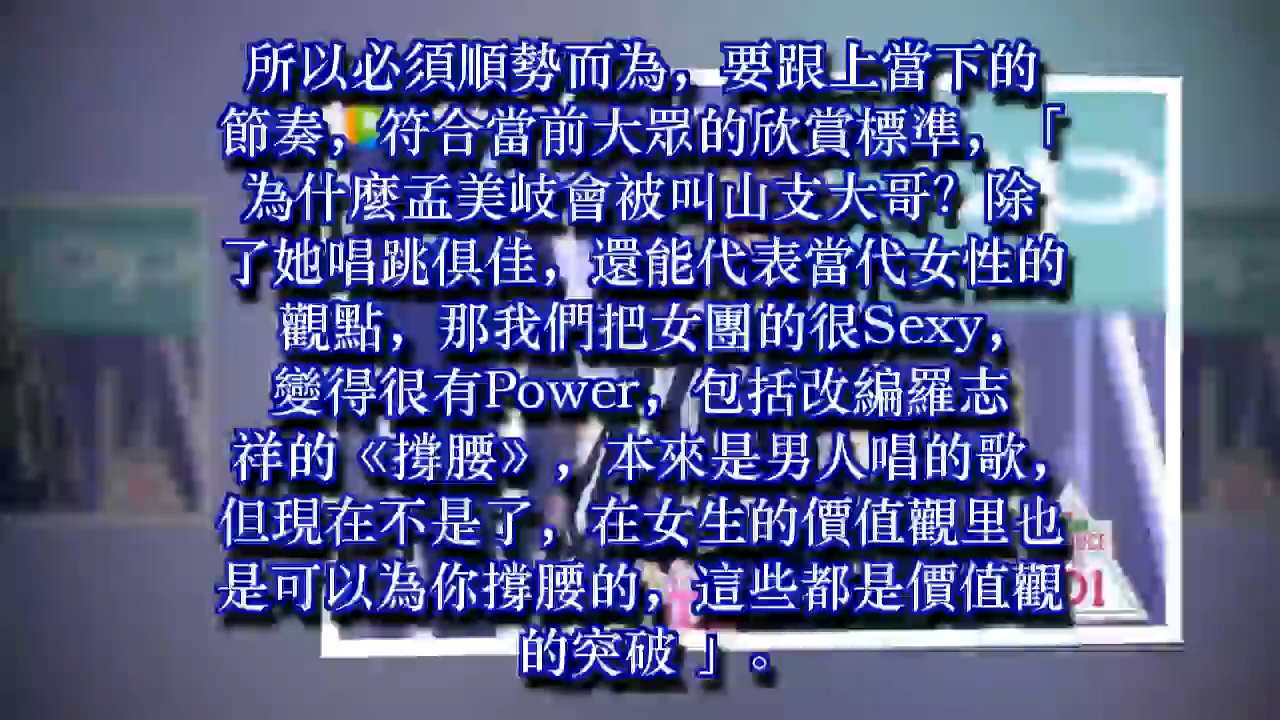 所以必須順勢而為，要跟上當下的
節奏，符合當前大眾的欣賞標準，「
為什麼孟美岐會被叫山支大哥？除
了她唱跳俱佳，還能代表當代女性的
觀點，那我們把女團的很Sexy，
變得很有Power，包括改編羅志
祥的《撐腰》，本來是男人唱的歌，
但現在不是了，在女生的價值觀里也
是可以為你撐腰的，這些都是價值觀
的突破」。
01